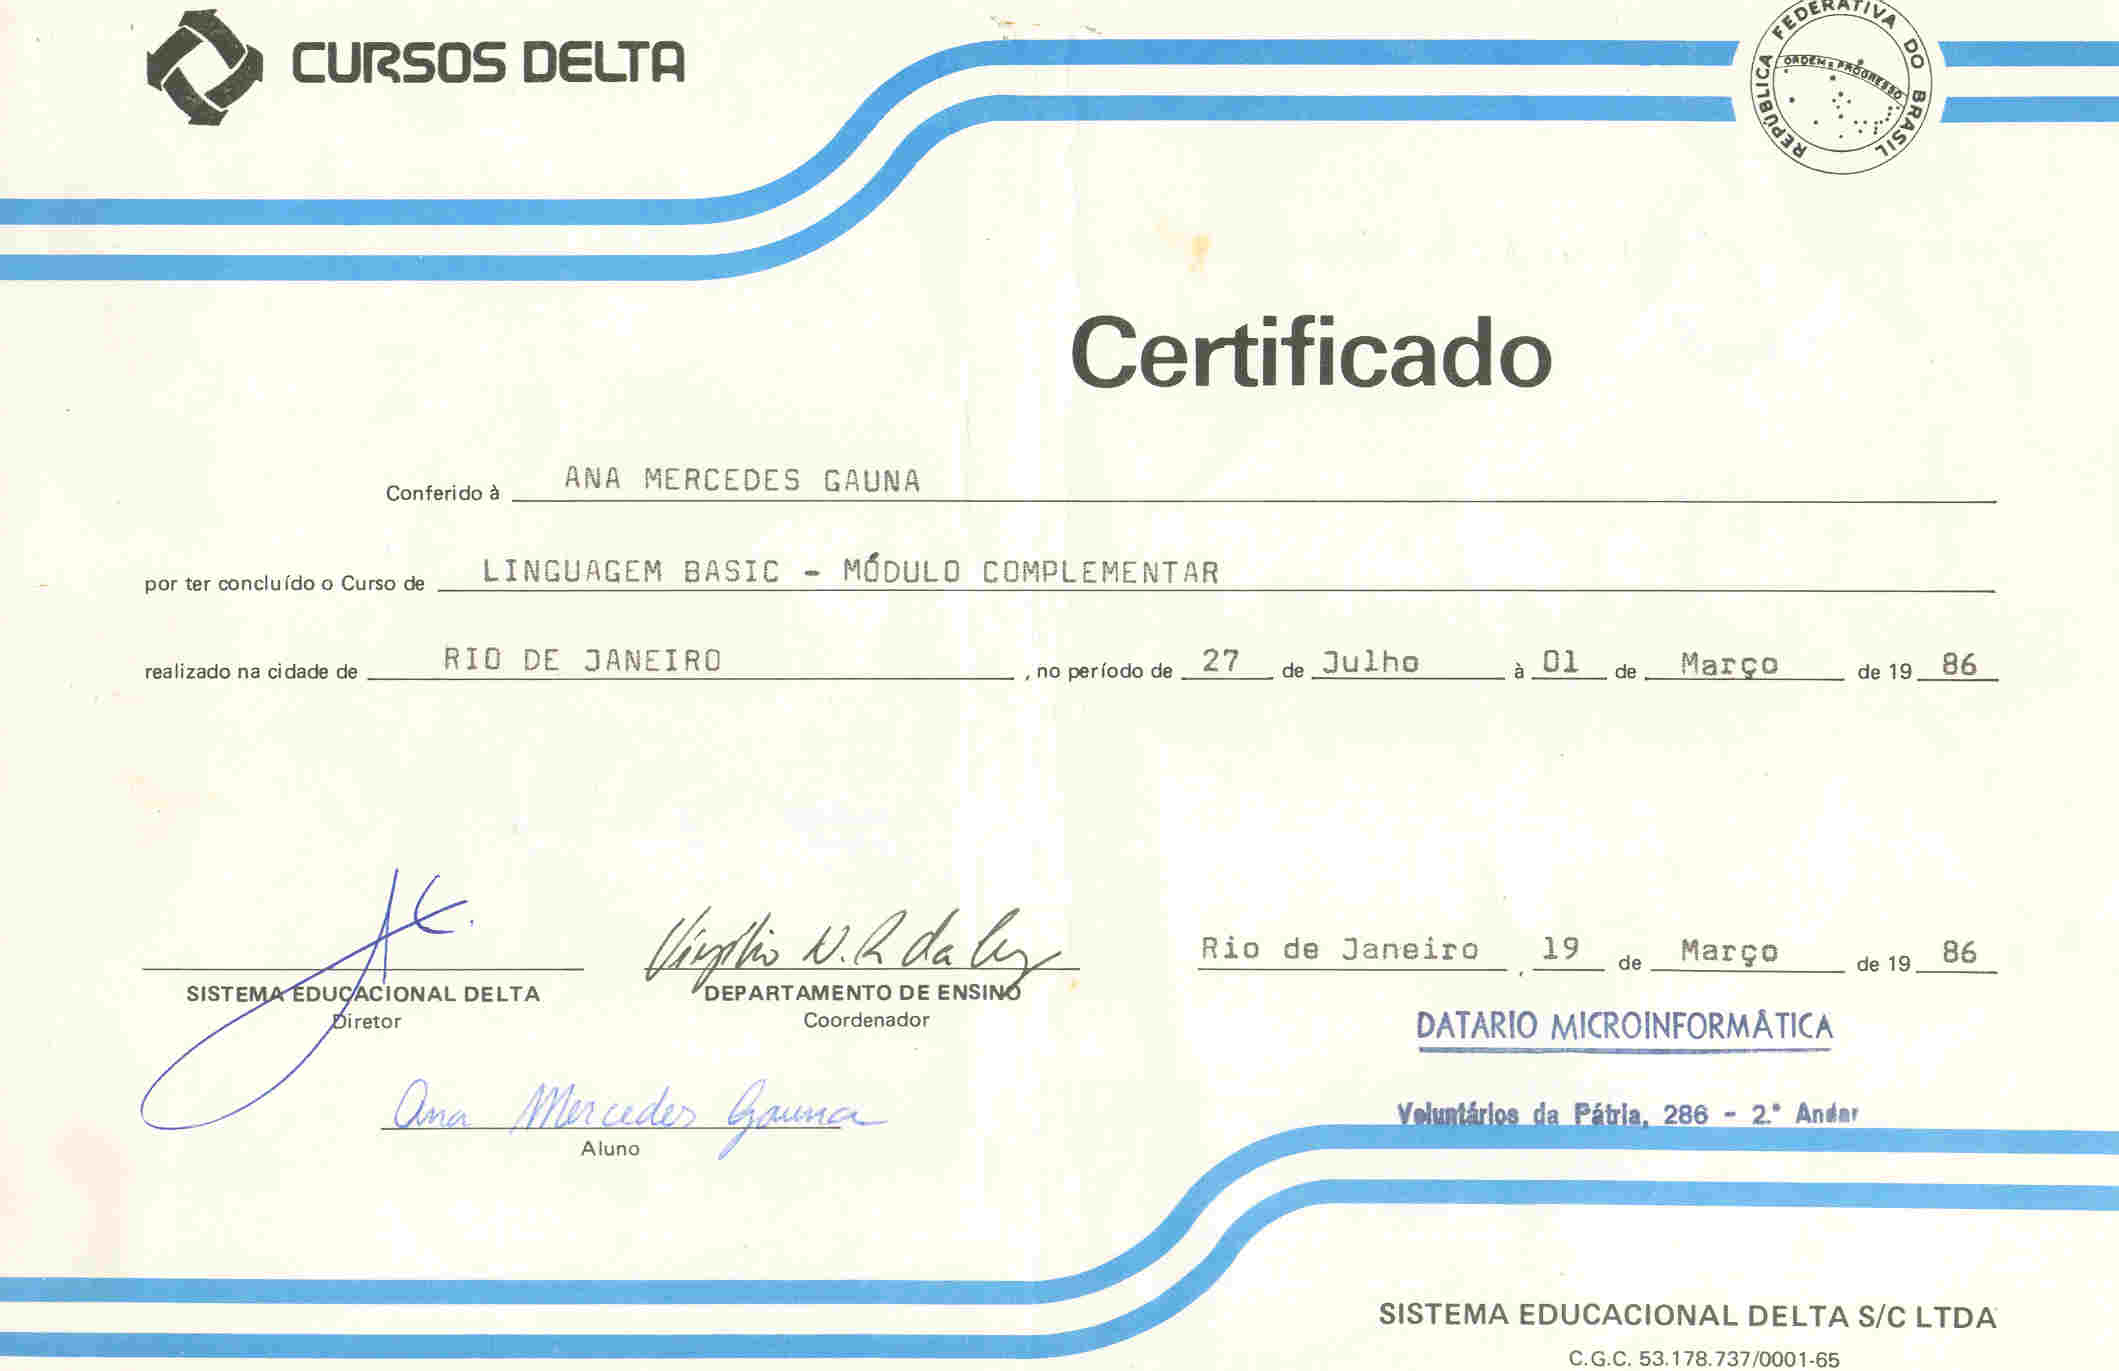 CURSOS DELTA
REPÚBLICA FEDERATIVA DO BRASIL
ORDEM E PROGRESSO
Certificado
Conferido à ANA MERCEDES GAUNA
por ter concluído o Curso de LINGUAGEM BASIC - MÓDULO COMPLEMENTAR
realizado na cidade de RIO DE JANEIRO , no período de 27 de Julho à 01 de Março de 19 86
Virgílio N. R. da Luz
Rio de Janeiro , 19 de Março de 19 86
SISTEMA EDUCACIONAL DELTA DEPARTAMENTO DE ENSINO
Diretor Coordenador
DATARIO MICROINFORMÁTICA
Ana Mercedes Gauna
Aluno
Voluntários da Pátria, 286 - 2.º Andar
SISTEMA EDUCACIONAL DELTA S/C LTDA
C.G.C. 53.178.737/0001-65